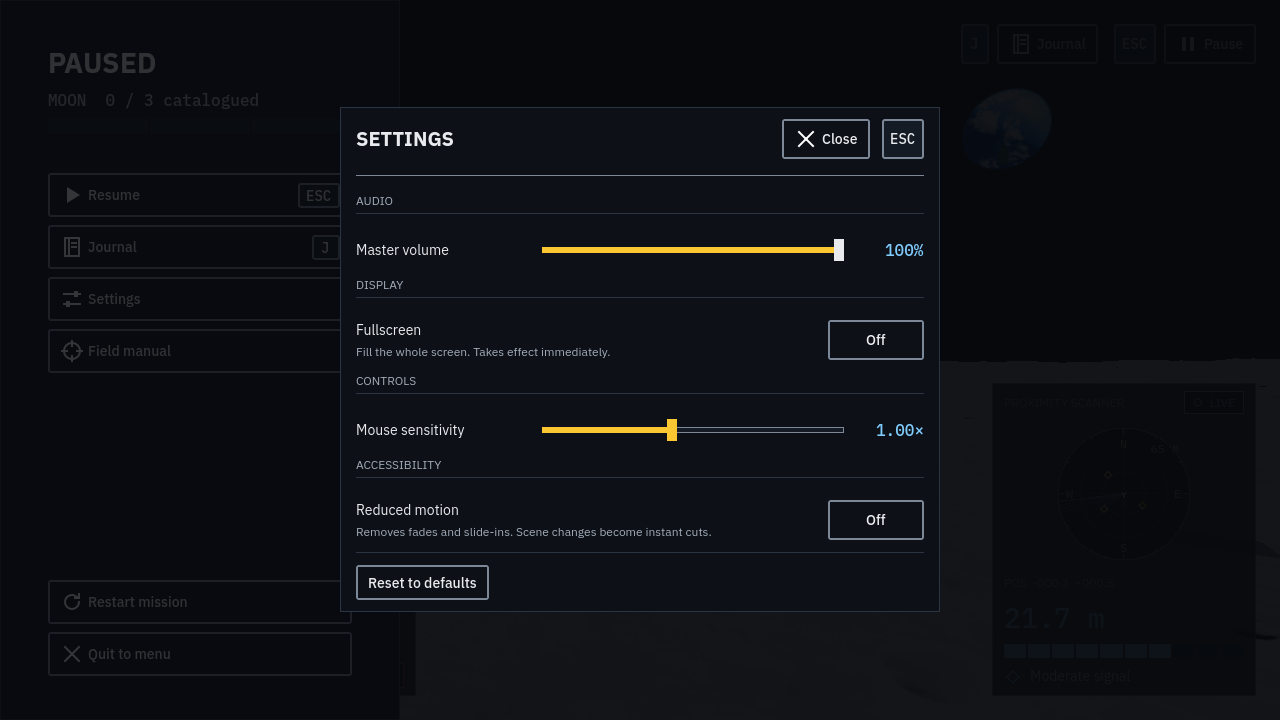 PAUSED
MOON 0 / 3 catalogued
Resume ESC
Journal J
Settings
Field manual
Restart mission
Quit to menu
J Journal ESC Pause
SETTINGS
Close ESC
AUDIO
Master volume 100%
DISPLAY
Fullscreen
Fill the whole screen. Takes effect immediately.
Off
CONTROLS
Mouse sensitivity 1.00×
ACCESSIBILITY
Reduced motion
Removes fades and slide-ins. Scene changes become instant cuts.
Off
Reset to defaults
LIVE
N
W E
S
21.7 m
Moderate signal